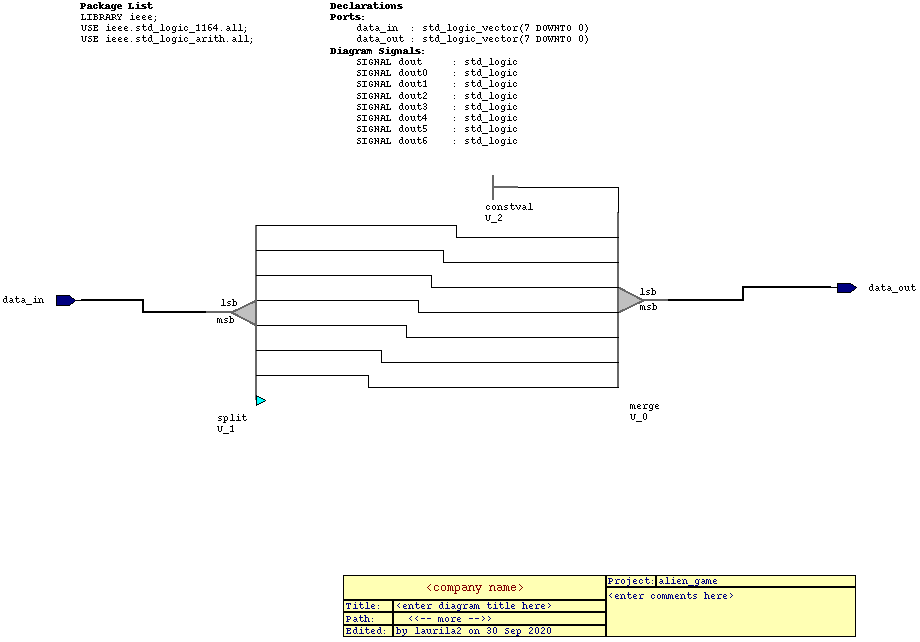 Package List
LIBRARY ieee;
USE ieee.std_logic_1164.all;
USE ieee.std_logic_arith.all;
Declarations
Ports:
data_in : std_logic_vector(7 DOWNTO 0)
data_out : std_logic_vector(7 DOWNTO 0)
Diagram Signals:
SIGNAL dout : std_logic
SIGNAL dout0 : std_logic
SIGNAL dout1 : std_logic
SIGNAL dout2 : std_logic
SIGNAL dout3 : std_logic
SIGNAL dout4 : std_logic
SIGNAL dout5 : std_logic
SIGNAL dout6 : std_logic
constval
U_2
data_in
lsb
msb
split
U_1
lsb
msb
data_out
merge
U_0
<company name>
Title: <enter diagram title here>
Path: <<-- more -->>
Edited: by laurila2 on 30 Sep 2020
Project: alien_game
<enter comments here>